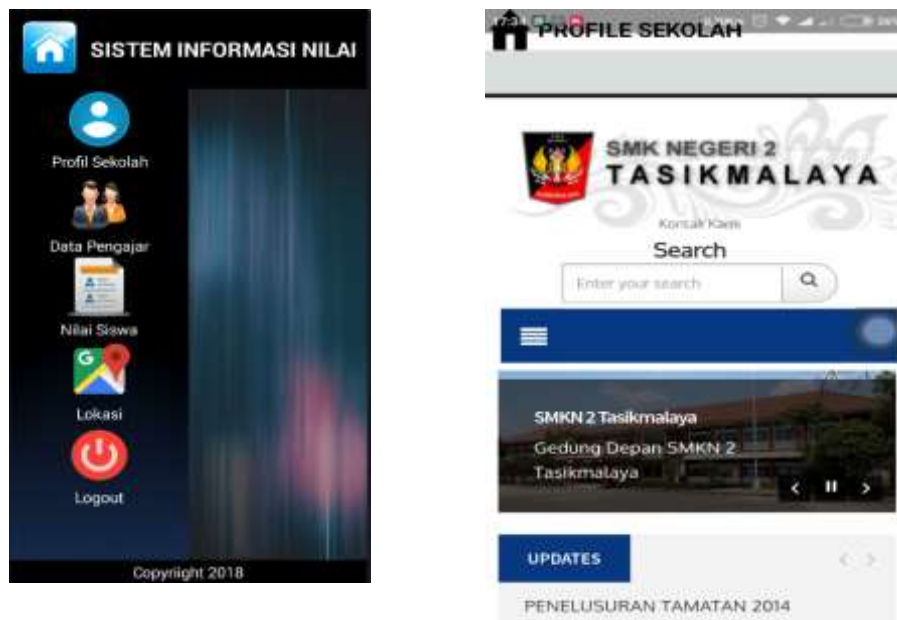 SISTEM INFORMASI NILAI
Profil Sekolah
Data Pengajar
Nilai Siswa
G
Lokasi
Logout
Copyriight 2018
PROFILE SEKOLAH
SMK NEGERI 2
TASIKMALAYA
Kontak Kami
Search
Enter your search
SMKN 2 Tasikmalaya
Gedung Depan SMKN 2
Tasikmalaya
UPDATES
PENELUSURAN TAMATAN 2014